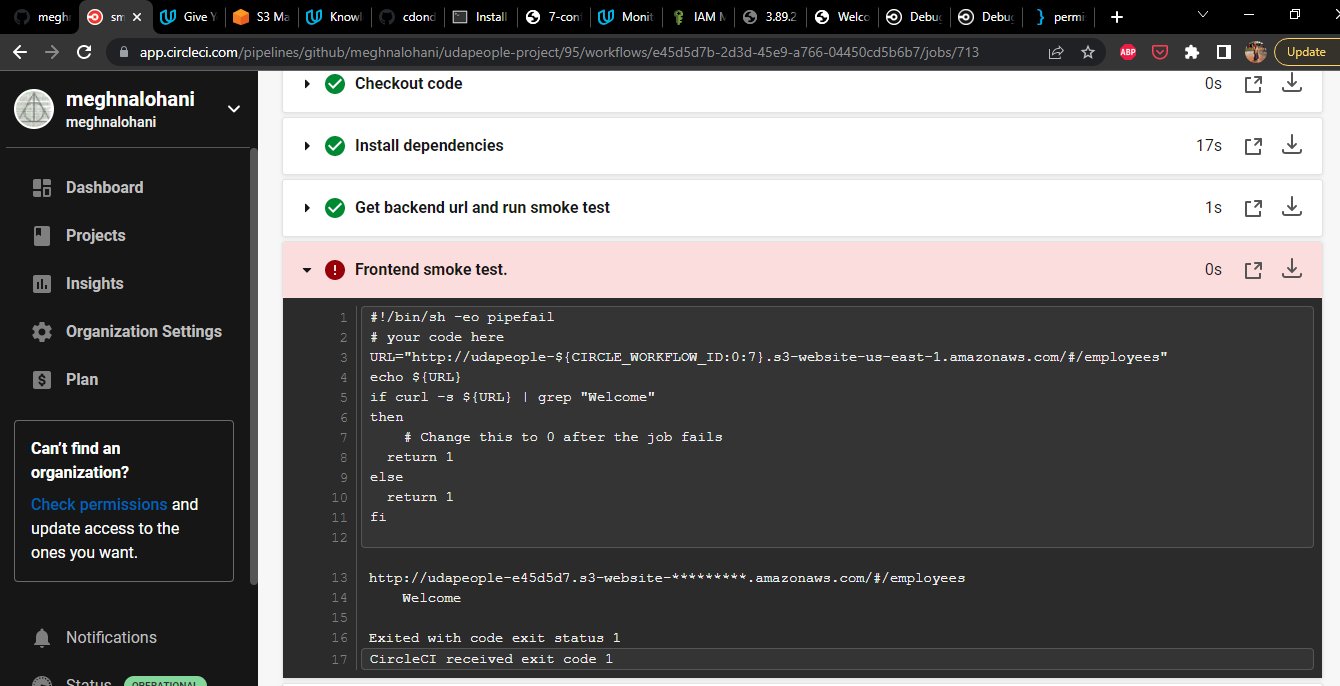 meghn
sm
Give Y
S3 Ma
Knowl
cdond
Install
7-cont
Monit
IAM M
3.89.2
Welco
Debug
Debug
permi
app.circleci.com/pipelines/github/meghnalohani/udapeople-project/95/workflows/e45d5d7b-2d3d-45e9-a766-04450cd5b6b7/jobs/713
ABP
Update
meghnalohani
meghnalohani
Dashboard
Projects
Insights
Organization Settings
Plan
Can't find an
organization?
Check permissions and
update access to the
ones you want.
Notifications
Status OPERATIONAL
Checkout code 0s
Install dependencies 17s
Get backend url and run smoke test 1s
Frontend smoke test. 0s
1 #!/bin/sh -eo pipefail
2 # your code here
3 URL="http://udapeople-${CIRCLE_WORKFLOW_ID:0:7}.s3-website-us-east-1.amazonaws.com/#/employees"
4 echo ${URL}
5 if curl -s ${URL} | grep "Welcome"
6 then
7     # Change this to 0 after the job fails
8   return 1
9 else
10   return 1
11 fi
12
13 http://udapeople-e45d5d7.s3-website-*********.amazonaws.com/#/employees
14     Welcome
15
16 Exited with code exit status 1
17 CircleCI received exit code 1